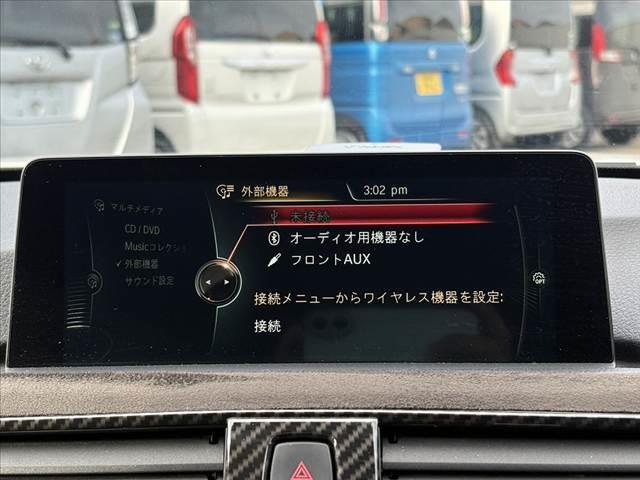 外部機器
3:02 pm
マルチメディア
CD / DVD
Musicコレクショ
外部機器
サウンド設定
未接続
オーディオ用機器なし
フロントAUX
接続メニューからワイヤレス機器を設定:
接続
OPT